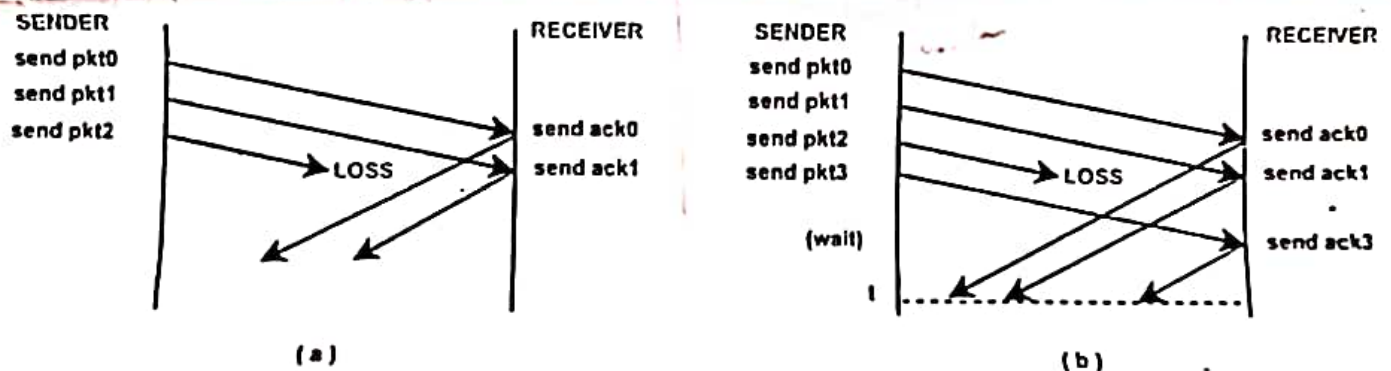 SENDER
RECEIVER
send pkt0
send pkt1
send pkt2
LOSS
send ack0
send ack1
(a)
SENDER
RECEIVER
send pkt0
send pkt1
send pkt2
send pkt3
LOSS
send ack0
send ack1
send ack3
(wait)
t
(b)